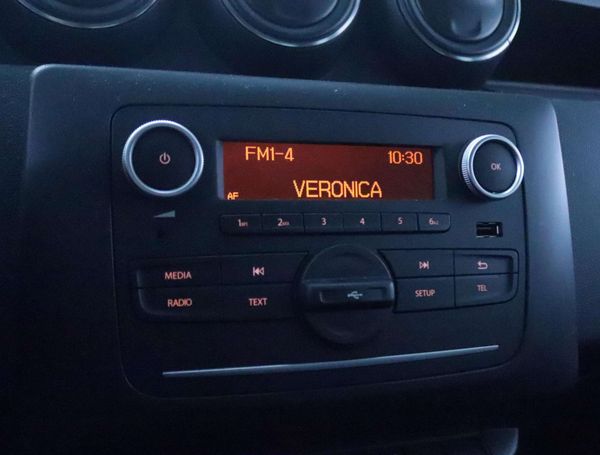 FM1-4 10:30
AF VERONICA
OK
1 2 3 4 5 6
MEDIA
RADIO TEXT SETUP TEL